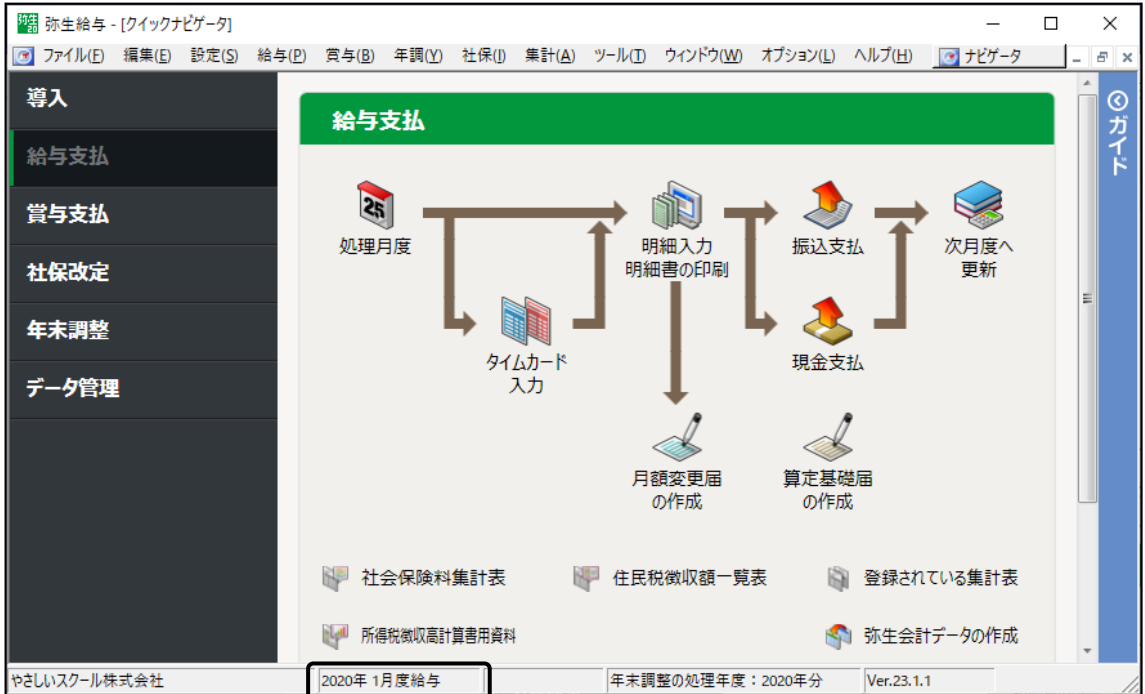 弥生 20 弥生給与 - [クイックナビゲータ]
ファイル(F) 編集(E) 設定(S) 給与(P) 賞与(B) 年調(Y) 社保(I) 集計(A) ツール(T) ウィンドウ(W) オプション(L) ヘルプ(H) ナビゲータ
導入
給与支払
賞与支払
社保改定
年末調整
データ管理
給与支払
25
処理月度
タイムカード
入力
明細入力
明細書の印刷
振込支払
現金支払
次月度へ
更新
月額変更届
の作成
算定基礎届
の作成
社会保険料集計表
住民税徴収額一覧表
登録されている集計表
所得税徴収高計算書用資料
弥生会計データの作成
ガイド
やさしいスクール株式会社
2020年 1月度給与
年末調整の処理年度：2020年分
Ver.23.1.1